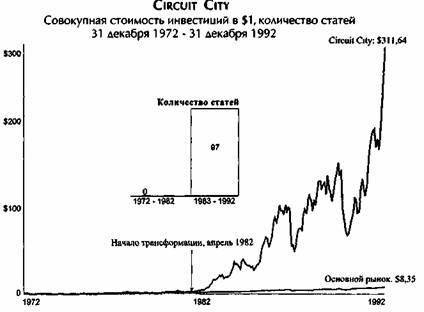 CIRCUIT CITY
Совокупная стоимость инвестиций в $1, количество статей
31 декабря 1972 - 31 декабря 1992
Circuit City: $311,64
$300
Количество статей
$200
97
0
1972 - 1982
1983 - 1992
$100
Начало трансформации, апрель 1982
Основной рынок. $8,35
0
1972
1982
1992